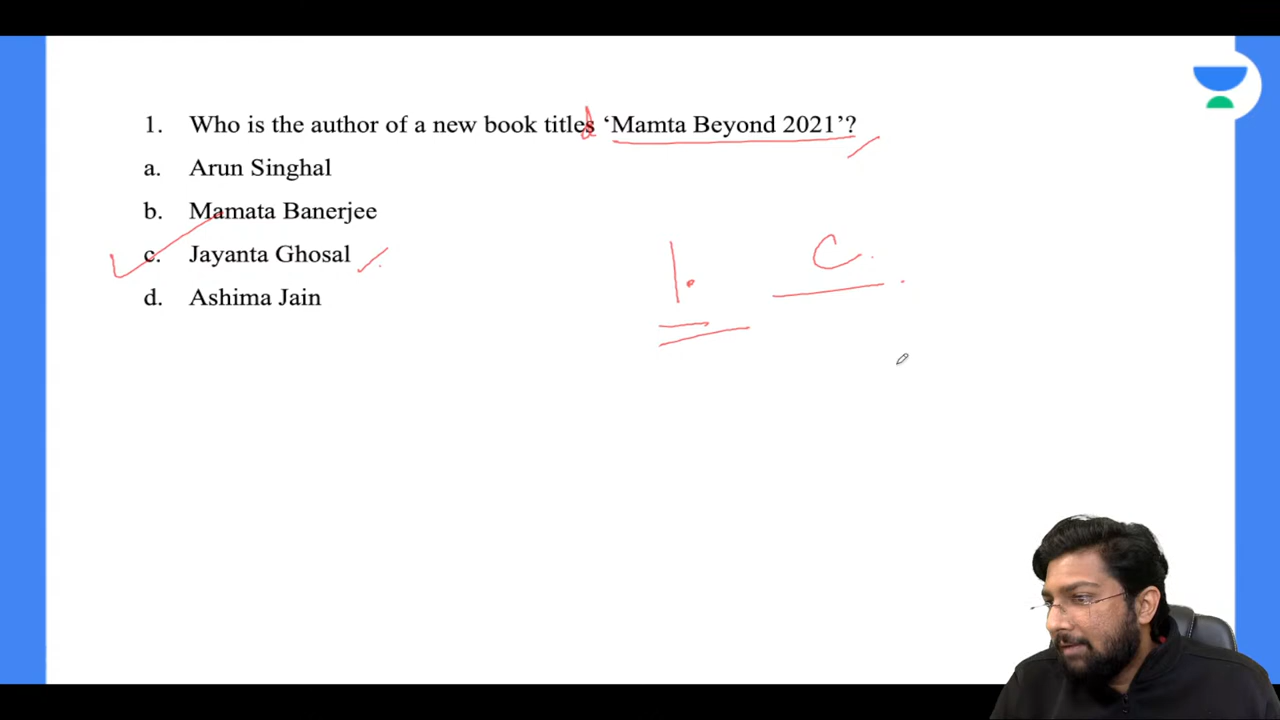 1. Who is the author of a new book titles d ‘Mamta Beyond 2021’?
a. Arun Singhal
b. Mamata Banerjee
c. Jayanta Ghosal
d. Ashima Jain
1. C.